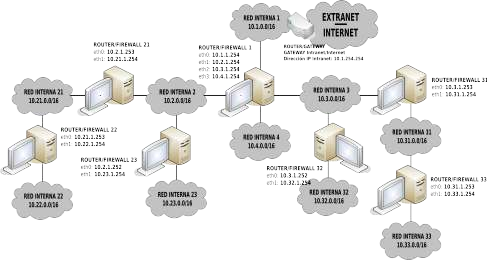 RED INTERNA 1
10.1.0.0/16
EXTRANET
INTERNET
ROUTER/GATEWAY
GATEWAY Intranet/Internet
Direccion IP Intranet: 10.1.254.254
ROUTER/FIREWALL 21
eth0: 10.2.1.253
eth1: 10.21.1.254
ROUTER/FIREWALL 1
eth0: 10.1.1.254
eth1: 10.2.1.254
eth2: 10.3.1.254
eth3: 10.4.1.254
RED INTERNA 21
10.21.0.0/16
RED INTERNA 2
10.2.0.0/16
RED INTERNA 3
10.3.0.0/16
ROUTER/FIREWALL 31
eth0: 10.3.1.253
eth1: 10.31.1.254
ROUTER/FIREWALL 22
eth0: 10.21.1.253
eth1: 10.22.1.254
RED INTERNA 4
10.4.0.0/16
RED INTERNA 31
10.31.0.0/16
ROUTER/FIREWALL 23
eth0: 10.2.1.252
eth1: 10.23.1.254
ROUTER/FIREWALL 32
eth0: 10.3.1.252
eth1: 10.32.1.254
ROUTER/FIREWALL 33
eth0: 10.31.1.253
eth1: 10.33.1.254
RED INTERNA 22
10.22.0.0/16
RED INTERNA 23
10.23.0.0/16
RED INTERNA 32
10.32.0.0/16
RED INTERNA 33
10.33.0.0/16